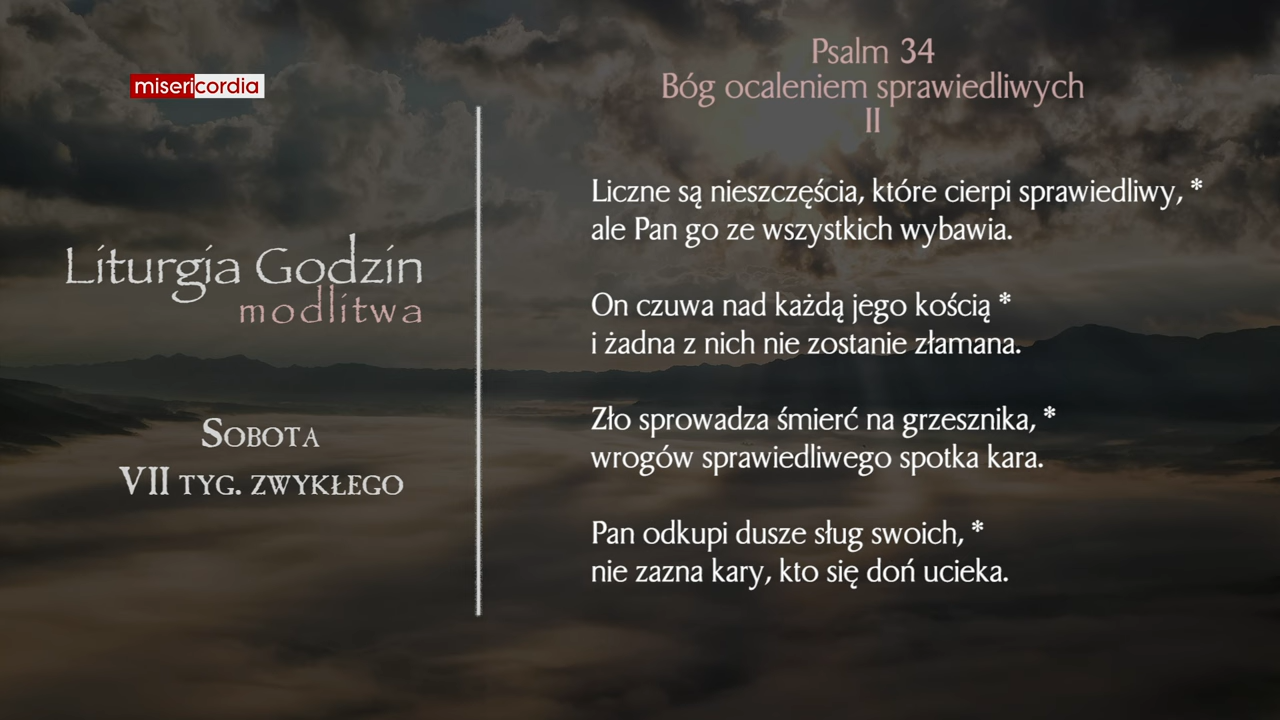 misericordia
Liturgia Godzin
modlitwa
Sobota
VII tyg. zwykłego
Psalm 34
Bóg ocaleniem sprawiedliwych
II
Liczne są nieszczęścia, które cierpi sprawiedliwy, *
ale Pan go ze wszystkich wybawia.
On czuwa nad każdą jego kością *
i żadna z nich nie zostanie złamana.
Zło sprowadza śmierć na grzesznika, *
wrogów sprawiedliwego spotka kara.
Pan odkupi dusze sług swoich, *
nie zazna kary, kto się doń ucieka.